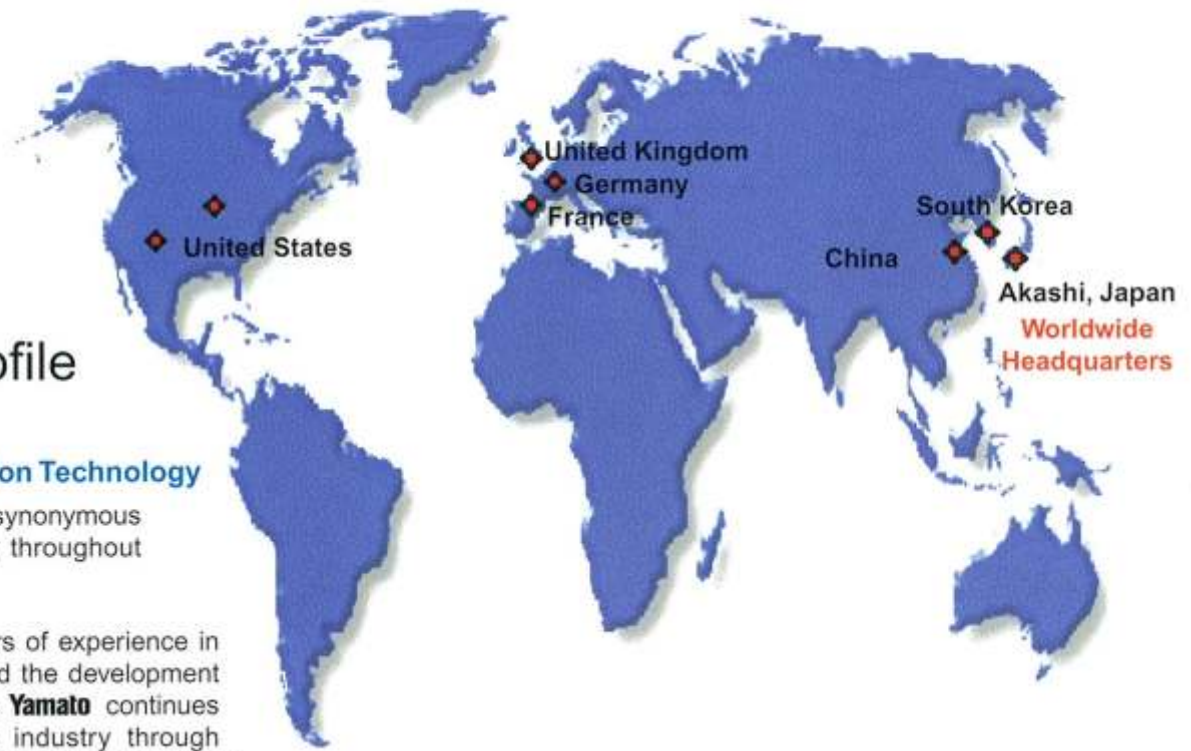 United Kingdom
Germany
France
United States
South Korea
China
Akashi, Japan
Worldwide
Headquarters
ofile
on Technology
synonymous
throughout
rs of experience in
d the development
Yamato continues
industry through